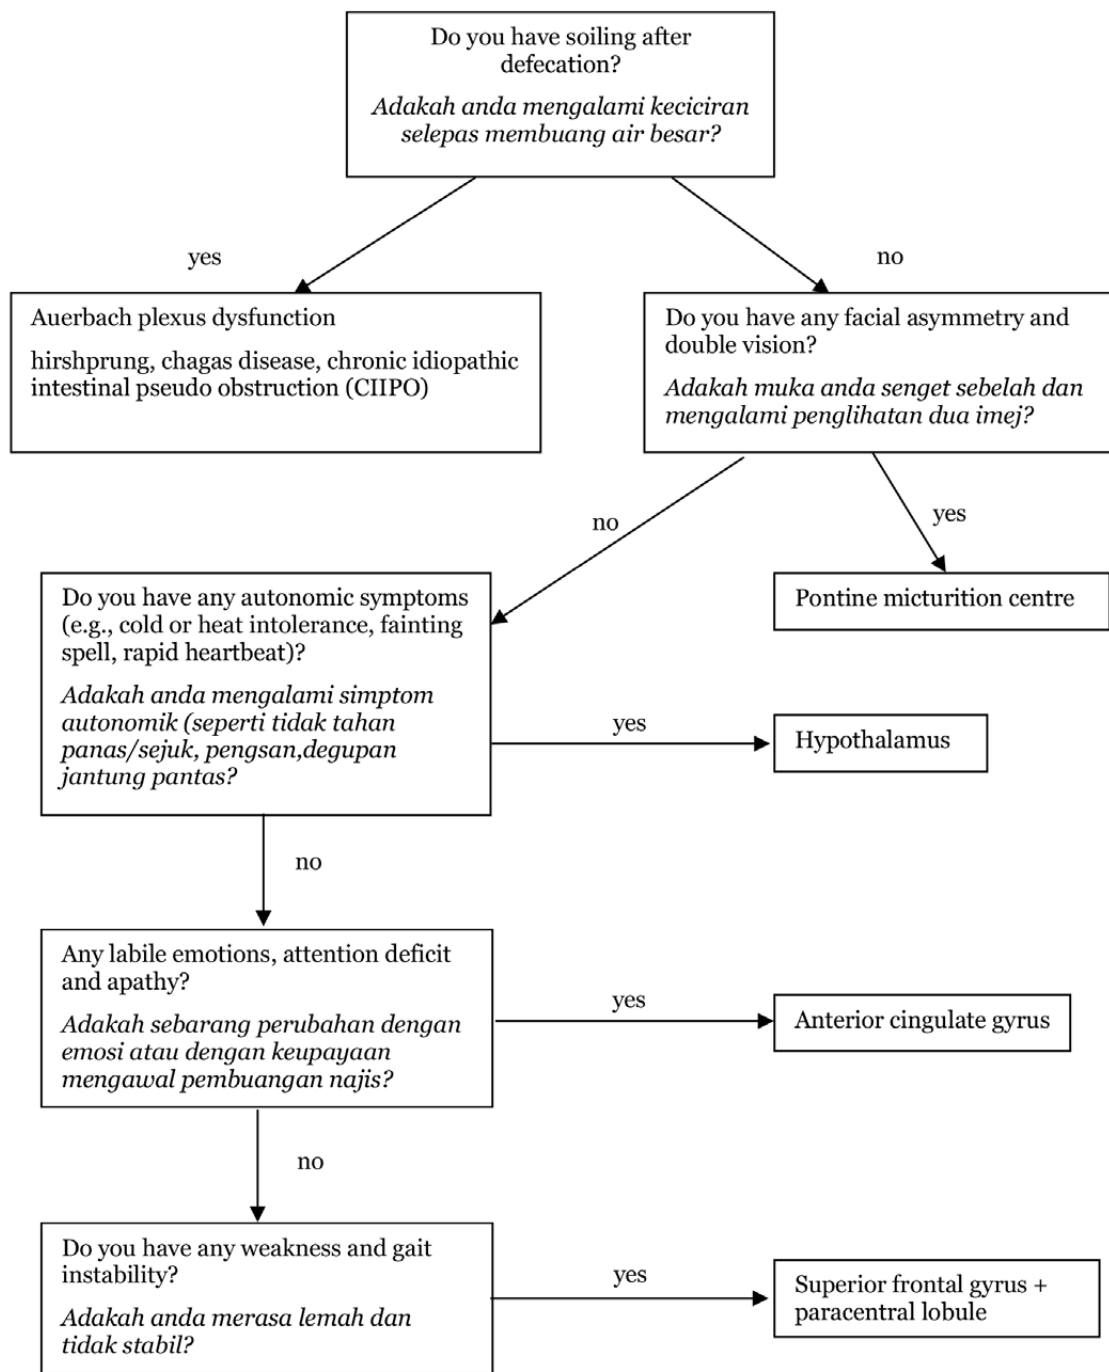 Do you have soiling after
defecation?
Adakah anda mengalami keciciran
selepas membuang air besar?
yes
no
Auerbach plexus dysfunction
hirshprung, chagas disease, chronic idiopathic
intestinal pseudo obstruction (CIIPO)
Do you have any facial asymmetry and
double vision?
Adakah muka anda senget sebelah dan
mengalami penglihatan dua imej?
no
yes
Do you have any autonomic symptoms
(e.g., cold or heat intolerance, fainting
spell, rapid heartbeat)?
Adakah anda mengalami simptom
autonomik (seperti tidak tahan
panas/sejuk, pengsan,degupan
jantung pantas?
Pontine micturition centre
yes
Hypothalamus
no
Any labile emotions, attention deficit
and apathy?
Adakah sebarang perubahan dengan
emosi atau dengan keupayaan
mengawal pembuangan najis?
yes
Anterior cingulate gyrus
no
Do you have any weakness and gait
instability?
Adakah anda merasa lemah dan
tidak stabil?
yes
Superior frontal gyrus +
paracentral lobule